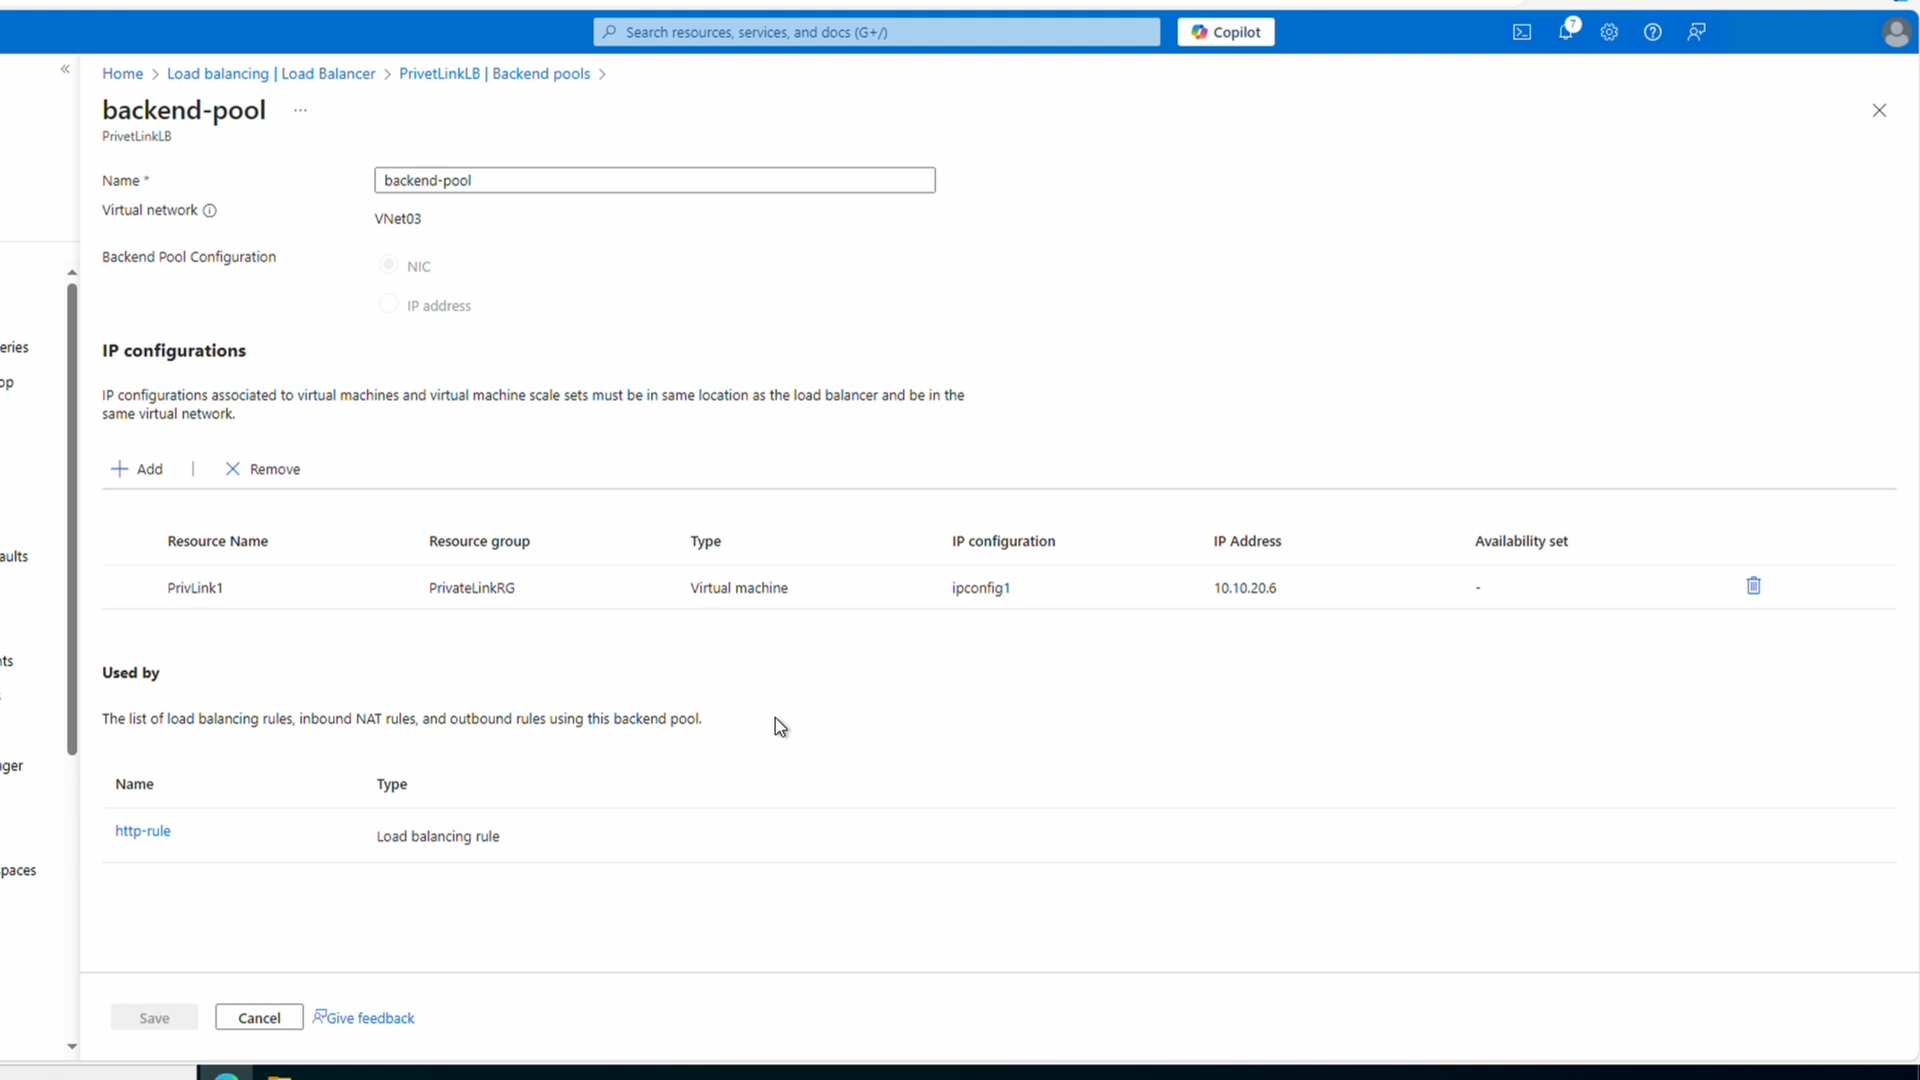 Search resources, services, and docs (G+/)
Copilot
7
Home > Load balancing | Load Balancer > PrivetLinkLB | Backend pools >
backend-pool ...
PrivetLinkLB
Name *
backend-pool
Virtual network
VNet03
Backend Pool Configuration
NIC
IP address
IP configurations
IP configurations associated to virtual machines and virtual machine scale sets must be in same location as the load balancer and be in the
same virtual network.
Add | Remove
Resource Name Resource group Type IP configuration IP Address Availability set
PrivLink1 PrivateLinkRG Virtual machine ipconfig1 10.10.20.6 -
Used by
The list of load balancing rules, inbound NAT rules, and outbound rules using this backend pool.
Name Type
http-rule Load balancing rule
Save Cancel Give feedback
eries
op
aults
nts
ager
paces